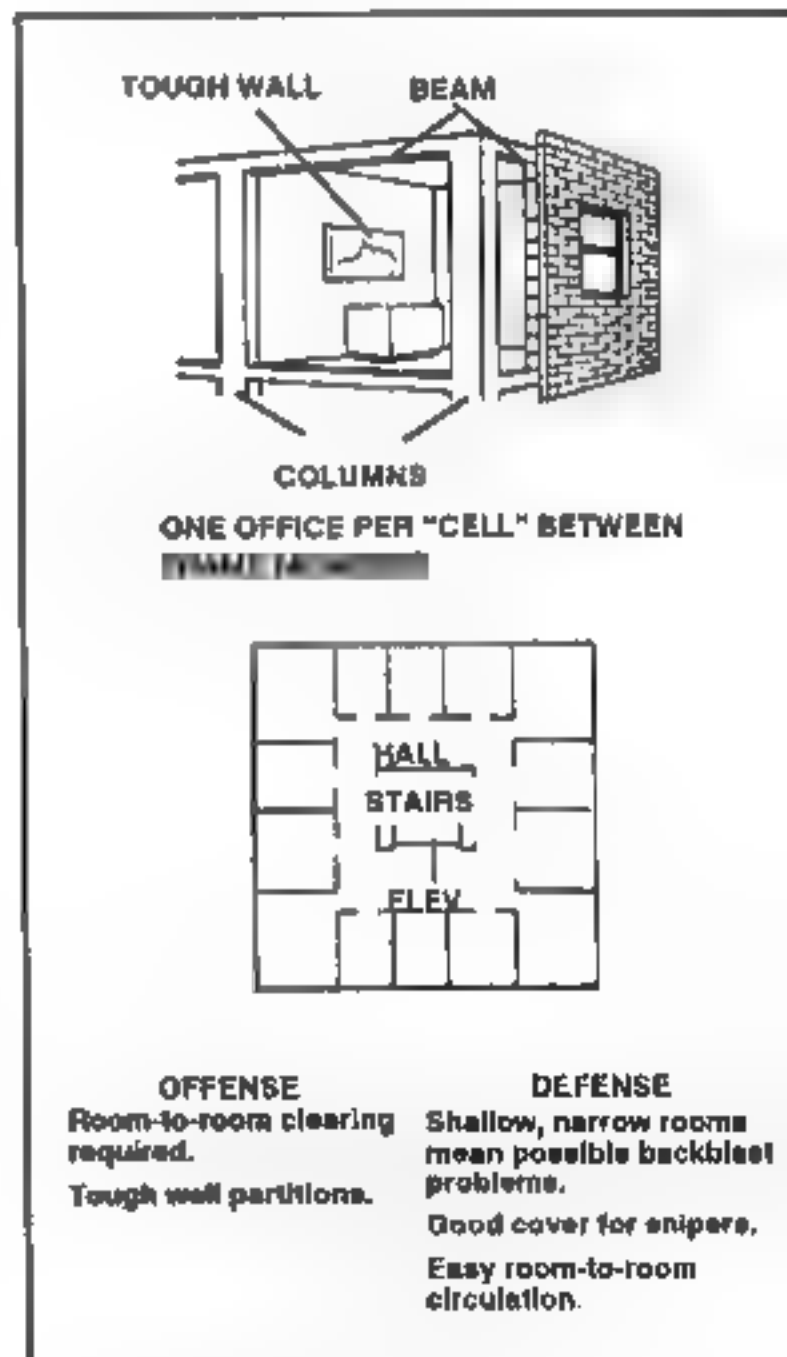 TOUGH WALL
BEAM
COLUMNS
ONE OFFICE PER "CELL" BETWEEN
HALL
STAIRS
ELEV
OFFENSE
Room-to-room clearing
required.
Tough wall partitions.
DEFENSE
Shallow, narrow rooms
mean possible backblast
problems.
Good cover for snipers.
Easy room-to-room
circulation.